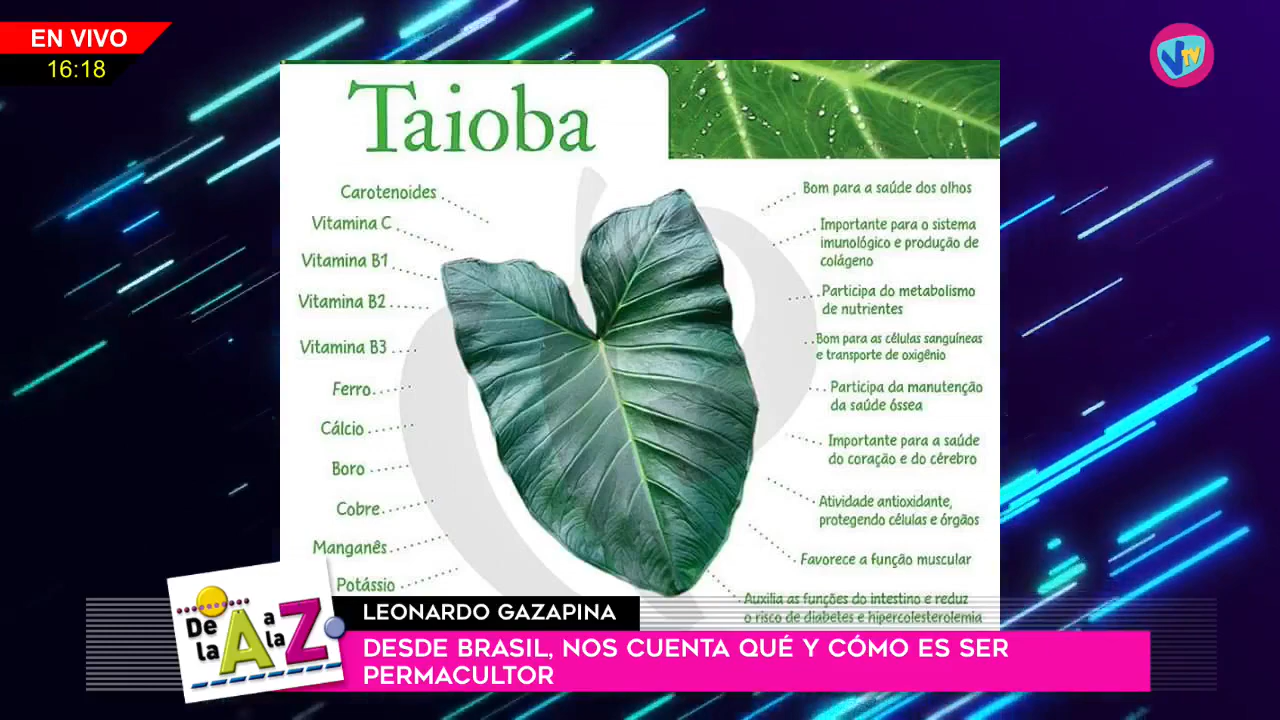 EN VIVO
16:18
VTV
Taioba
Carotenoides
Vitamina C
Vitamina B1
Vitamina B2
Vitamina B3
Ferro
Cálcio
Boro
Cobre
Manganês
Potássio
Bom para a saúde dos olhos
Importante para o sistema
imunológico e produção de
colágeno
Participa do metabolismo
de nutrientes
Bom para as células sanguíneas
e transporte de oxigênio
Participa da manutenção
da saúde óssea
Importante para a saúde
do coração e do cérebro
Atividade antioxidante,
protegendo células e órgãos
Favorece a função muscular
Auxilia as funções do intestino e reduz
o risco de diabetes e hipercolesterolemia
De la A a la Z
LEONARDO GAZAPINA
DESDE BRASIL, NOS CUENTA QUÉ Y CÓMO ES SER
PERMACULTOR